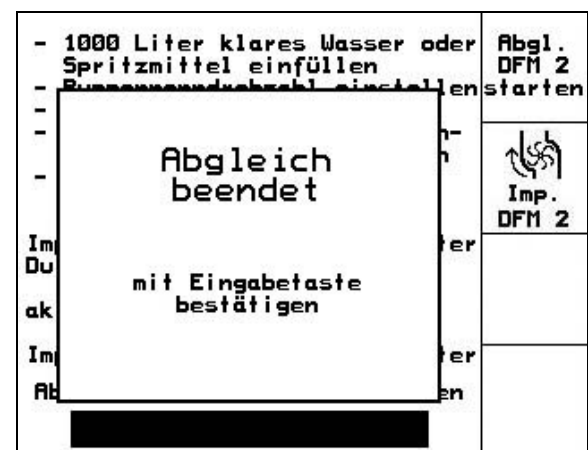 - 1000 Liter klares Wasser oder
Spritzmittel einfüllen
-
-
-
Abgleich
beendet
mit Eingabetaste
bestätigen
Abgl.
DFM 2
starten
Imp.
DFM 2